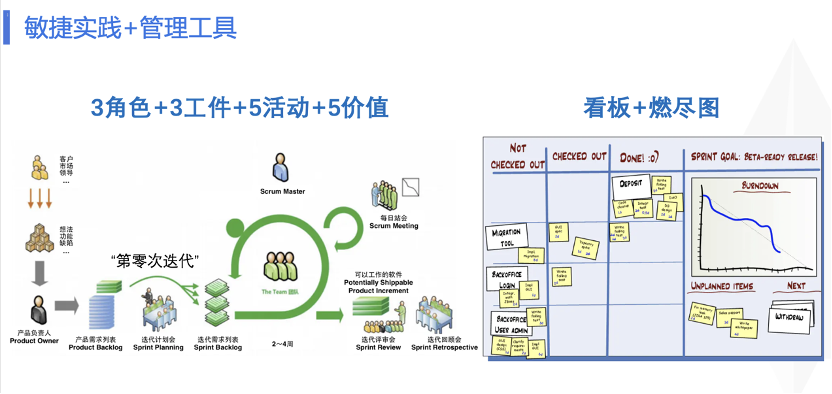 敏捷实践+管理工具
3角色+3工件+5活动+5价值
看板+燃尽图
客户
市场
领导
...
想法
功能
缺陷
...
产品负责人
Product Owner
产品需求列表
Product Backlog
“第零次迭代”
迭代计划会
Sprint Planning
迭代需求列表
Sprint Backlog
Scrum Master
The Team 团队
2～4周
每日站会
Scrum Meeting
可以工作的软件
Potentially Shippable
Product Increment
迭代评审会
Sprint Review
迭代回顾会
Sprint Retrospective
NOT
CHECKED OUT
CHECKED OUT
DONE! :o)
SPRINT GOAL: BETA-READY RELEASE!
DEPOSIT
MIGRATION
TOOL
BACKOFFICE
LOGIN
BACKOFFICE
USER ADMIN
BURNDOWN
UNPLANNED ITEMS
NEXT
WITHDRAW